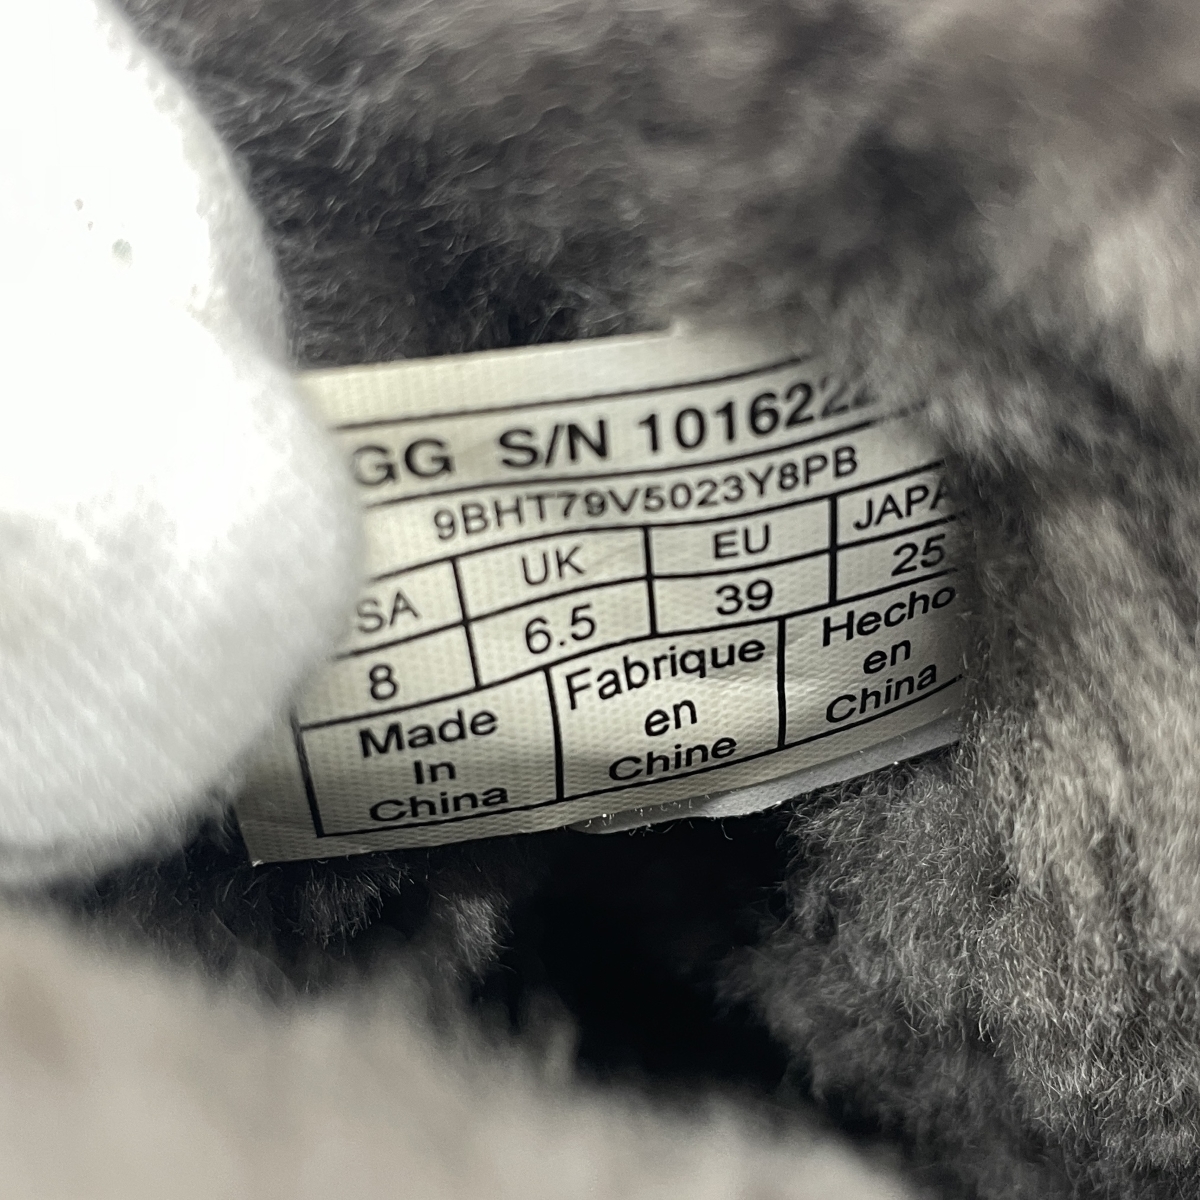 GG S/N 101622
9BHT79V5023Y8PB
SA UK EU JAPA
8 6.5 39 25
Made In China
Fabrique en Chine
Hecho en China